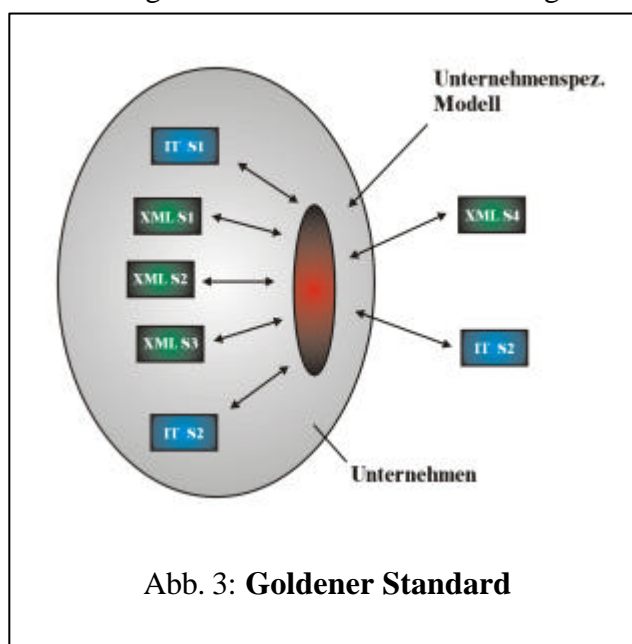 Unternehmenspez.
Modell
IT S1
XML S1
XML S4
XML S2
XML S3
IT S2
IT S2
Unternehmen
Abb. 3: Goldener Standard